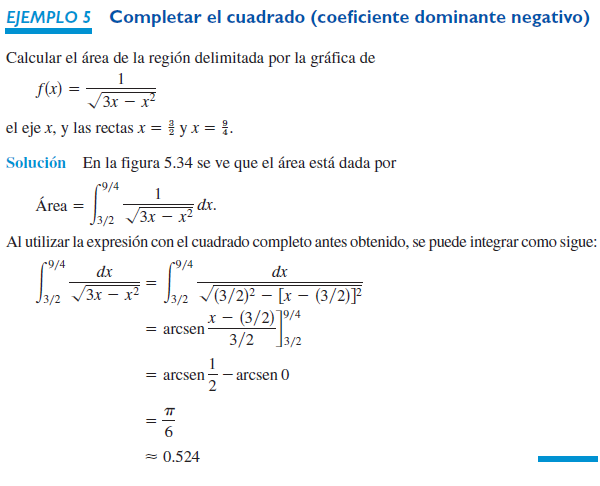 EJEMPLO 5 Completar el cuadrado (coeficiente dominante negativo)
Calcular el área de la región delimitada por la gráfica de
f(x) = 1 / √(3x − x²)
el eje x, y las rectas x = 3/2 y x = 9/4.
Solución En la figura 5.34 se ve que el área está dada por
Área = ∫_{3/2}^{9/4} 1 / √(3x − x²) dx.
Al utilizar la expresión con el cuadrado completo antes obtenido, se puede integrar como sigue:
∫_{3/2}^{9/4} dx / √(3x − x²) = ∫_{3/2}^{9/4} dx / √((3/2)² − [x − (3/2)]²)
= arcsen (x − (3/2)) / (3/2) ]_{3/2}^{9/4}
= arcsen 1/2 − arcsen 0
= π/6
≈ 0.524